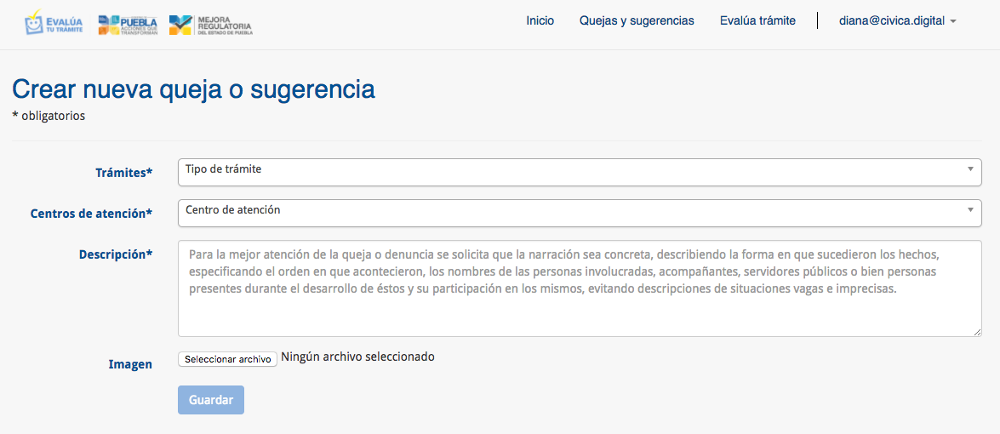 EVALÚA
TU TRÁMITE
PUEBLA
ACCIONES QUE
TRANSFORMAN
MEJORA
REGULATORIA
DEL ESTADO DE PUEBLA
Inicio Quejas y sugerencias Evalúa trámite diana@civica.digital
Crear nueva queja o sugerencia
* obligatorios
Trámites* Tipo de trámite
Centros de atención* Centro de atención
Descripción* Para la mejor atención de la queja o denuncia se solicita que la narración sea concreta, describiendo la forma en que sucedieron los hechos,
especificando el orden en que acontecieron, los nombres de las personas involucradas, acompañantes, servidores públicos o bien personas
presentes durante el desarrollo de éstos y su participación en los mismos, evitando descripciones de situaciones vagas e imprecisas.
Imagen Seleccionar archivo Ningún archivo seleccionado
Guardar